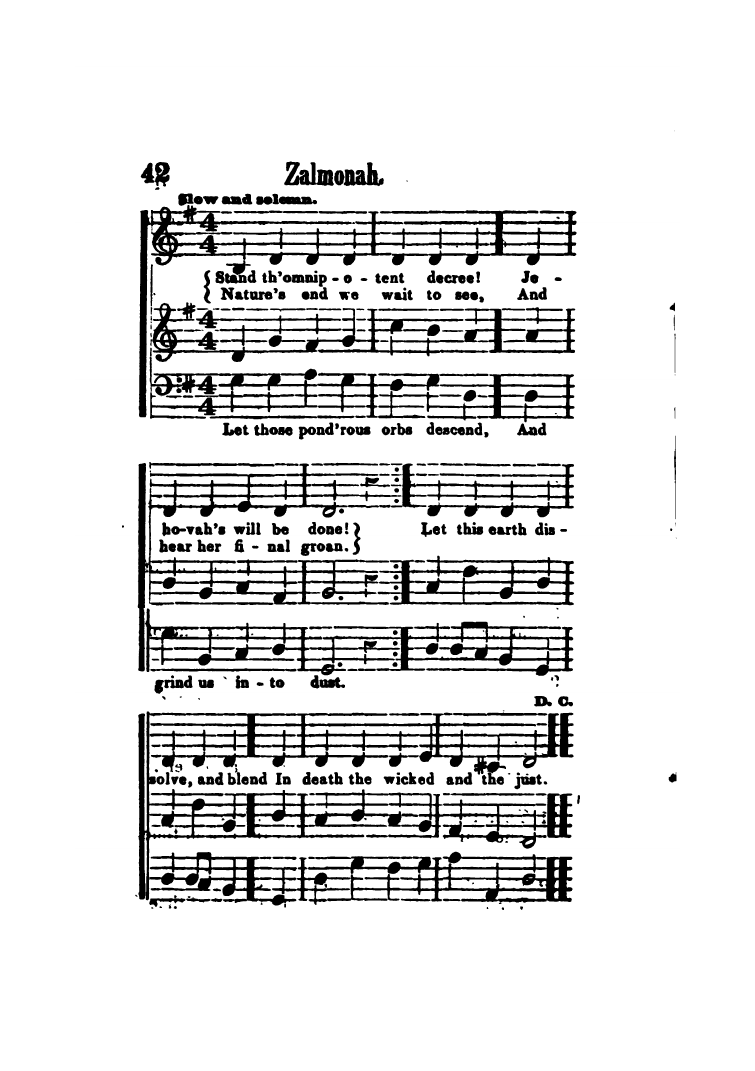 42 Zalmonah.
Slow and solemn.
Stand th'omnip - o - tent decree! Je -
Nature's end we wait to see, And
Let those pond'rous orbs descend, And
ho-vah's will be done! Let this earth dis -
hear her fi - nal groan.
grind us in - to dust.
D. C.
solve, and blend In death the wicked and the just.